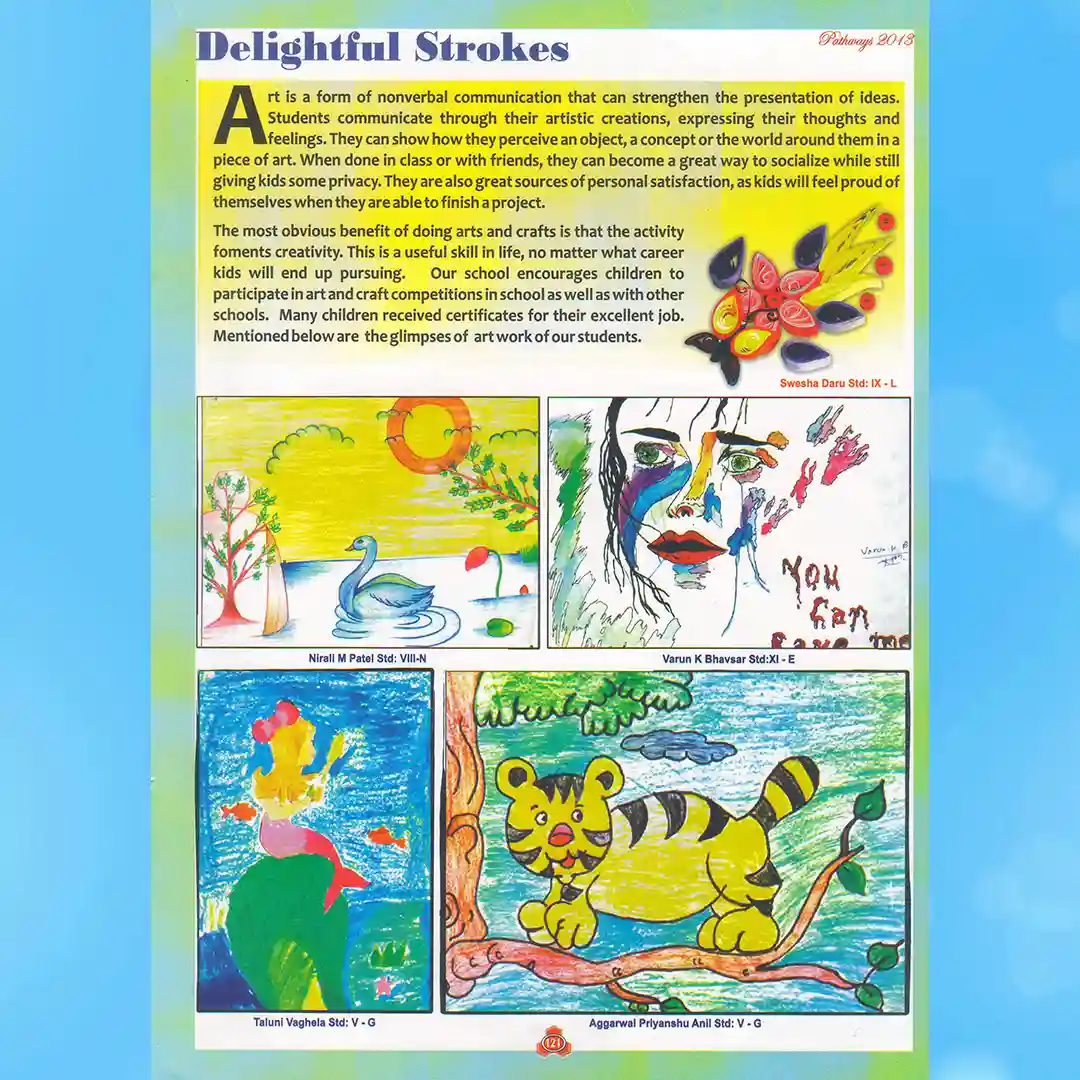 Delightful Strokes
Pathways 2013
Art is a form of nonverbal communication that can strengthen the presentation of ideas.
Students communicate through their artistic creations, expressing their thoughts and
feelings. They can show how they perceive an object, a concept or the world around them in a
piece of art. When done in class or with friends, they can become a great way to socialize while still
giving kids some privacy. They are also great sources of personal satisfaction, as kids will feel proud of
themselves when they are able to finish a project.
The most obvious benefit of doing arts and crafts is that the activity
foments creativity. This is a useful skill in life, no matter what career
kids will end up pursuing. Our school encourages children to
participate in art and craft competitions in school as well as with other
schools. Many children received certificates for their excellent job.
Mentioned below are the glimpses of art work of our students.
Swesha Daru Std: IX - L
Varun K B
You
Can
Save me
Nirali M Patel Std: VIII-N
Varun K Bhavsar Std:XI - E
Taluni Vaghela Std: V - G
Aggarwal Priyanshu Anil Std: V - G
121